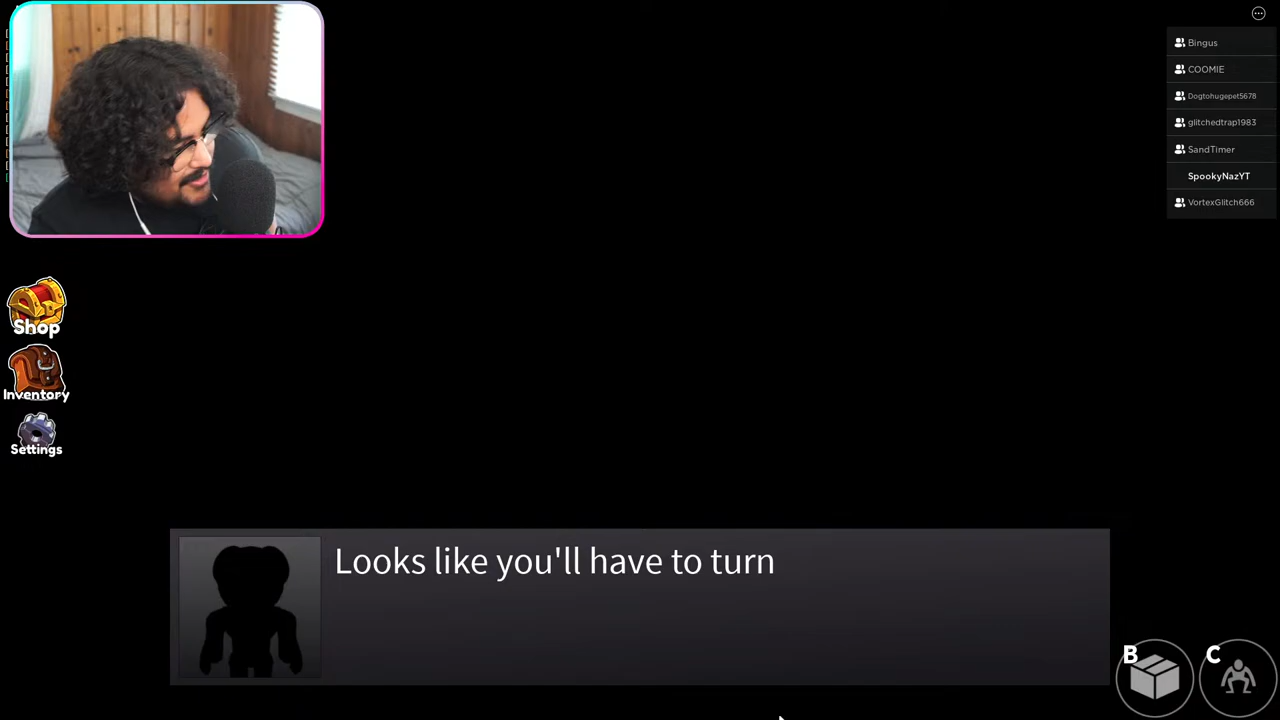 Bingus
COOMIE
Dogtohugepet5678
glitchedtrap1983
SandTimer
SpookyNazYT
VortexGlitch666
Shop
Inventory
Settings
Looks like you'll have to turn
B
C